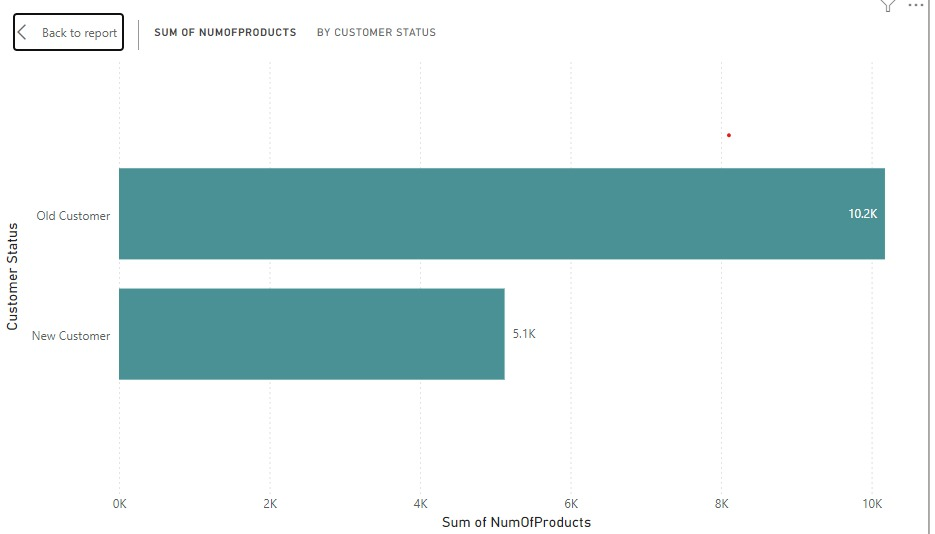 Back to report
SUM OF NUMOFPRODUCTS BY CUSTOMER STATUS
Customer Status
Old Customer
10.2K
New Customer
5.1K
0K 2K 4K 6K 8K 10K
Sum of NumOfProducts